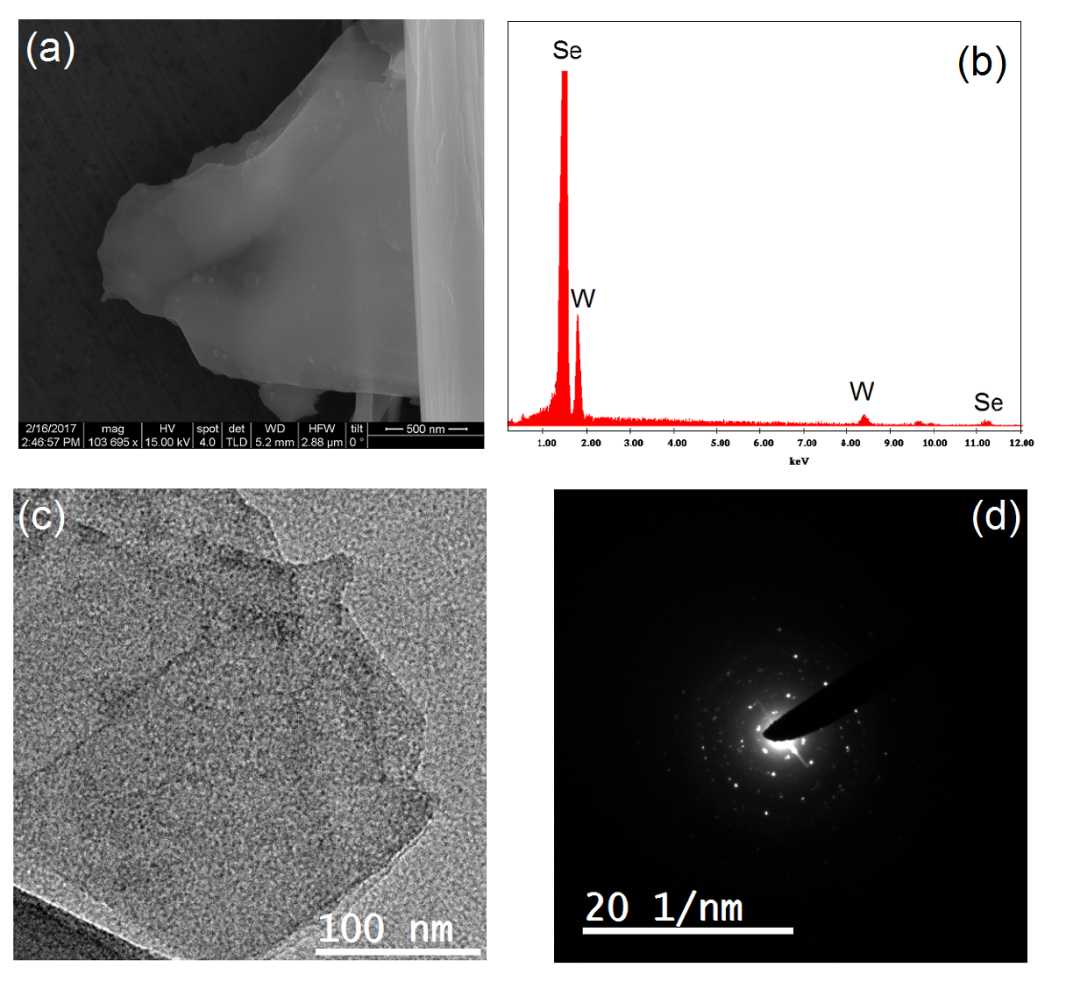 (a)
2/16/2017 mag HV spot det WD HFW tilt
2:46:57 PM 103 695 x 15.00 kV 4.0 TLD 5.2 mm 2.88 µm 0 ° 500 nm
(b)
Se
W
W
Se
1.00 2.00 3.00 4.00 5.00 6.00 7.00 8.00 9.00 10.00 11.00 12.00
keV
(c)
100 nm
(d)
20 1/nm